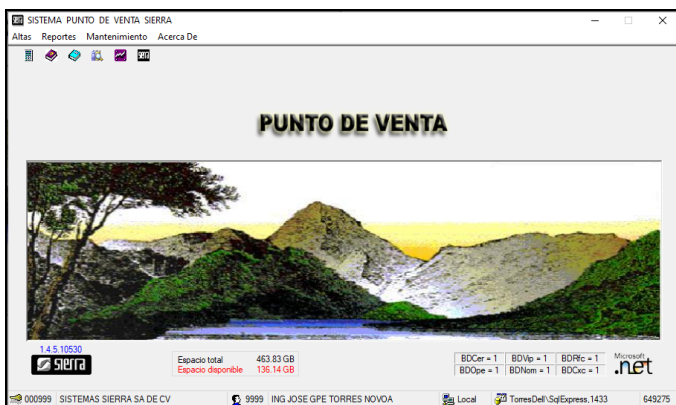 SISTEMA PUNTO DE VENTA SIERRA
Altas Reportes Mantenimiento Acerca De
PUNTO DE VENTA
1.4.5.10530
sierra
Espacio total 463.83 GB
Espacio disponible 136.14 GB
BDCer = 1 BDVip = 1 BDRfc = 1
BDOpe = 1 BDNom = 1 BDCxc = 1
Microsoft
.net
000999 SISTEMAS SIERRA SA DE CV 9999 ING JOSE GPE TORRES NOVOA Local TorresDell\SqlExpress,1433 649275